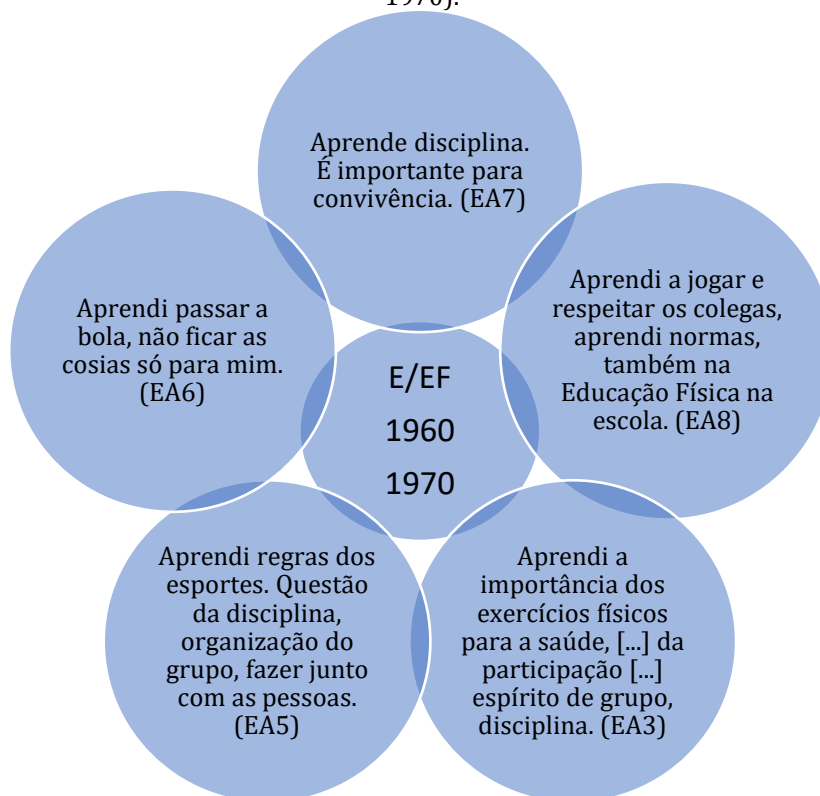 1970).
Aprende disciplina.
É importante para
convivência. (EA7)
Aprendi a jogar e
respeitar os colegas,
aprendi normas,
também na
Educação Física na
escola. (EA8)
Aprendi a
importância dos
exercícios físicos
para a saúde, [...] da
participação [...]
espírito de grupo,
disciplina. (EA3)
Aprendi regras dos
esportes. Questão
da disciplina,
organização do
grupo, fazer junto
com as pessoas.
(EA5)
Aprendi passar a
bola, não ficar as
cosias só para mim.
(EA6)
E/EF
1960
1970